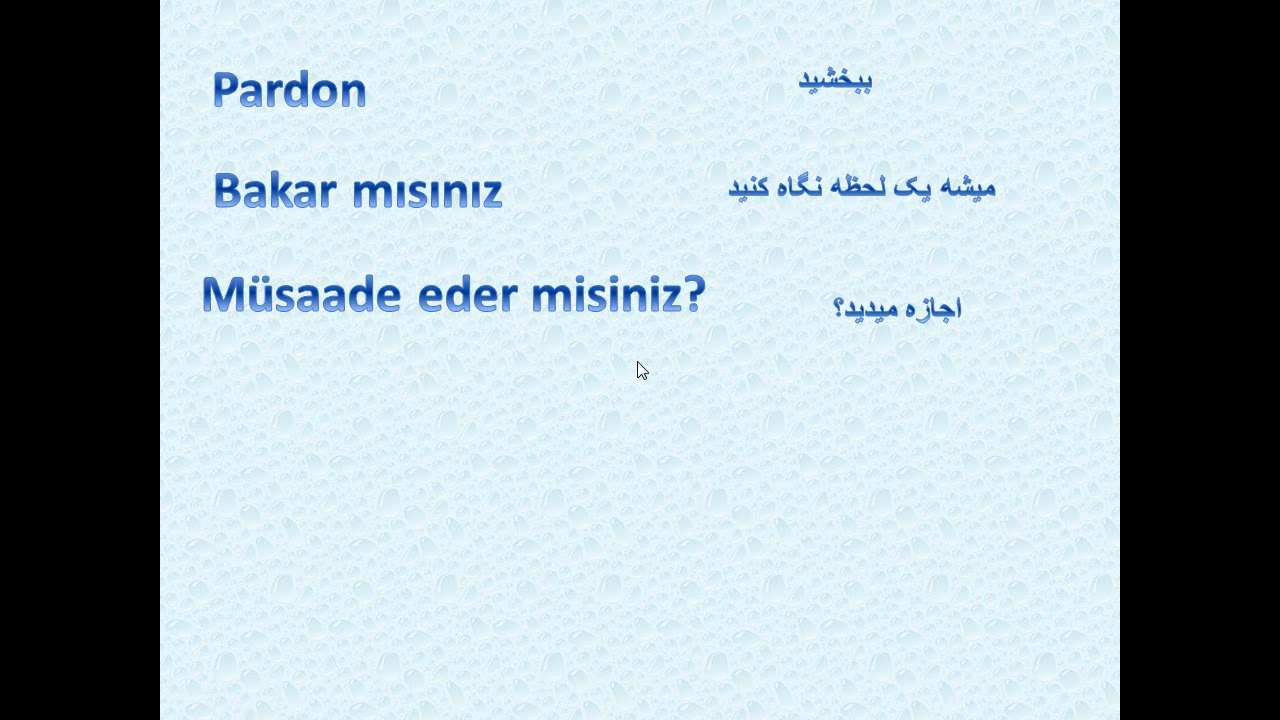 Pardon ببخشید
Bakar mısınız میشه یک لحظه نگاه کنید
Müsaade eder misiniz? اجازه میدید؟